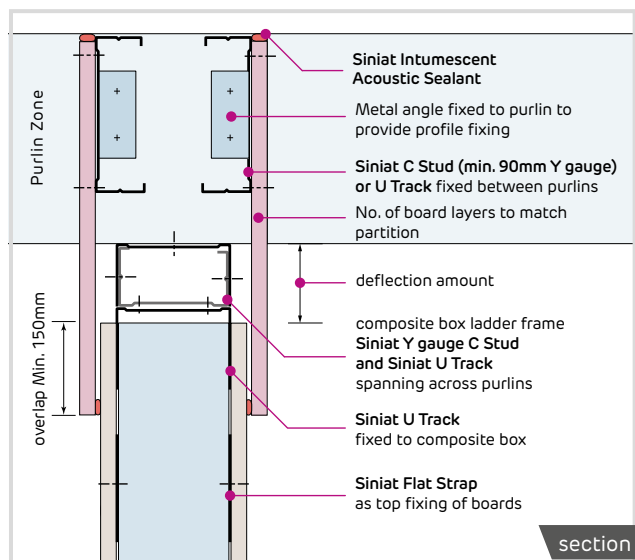 Siniat Intumescent
Acoustic Sealant
Metal angle fixed to purlin to
provide profile fixing
Purlin Zone
Siniat C Stud (min. 90mm Y gauge)
or U Track fixed between purlins
No. of board layers to match
partition
deflection amount
composite box ladder frame
Siniat Y gauge C Stud
and Siniat U Track
spanning across purlins
overlap Min. 150mm
Siniat U Track
fixed to composite box
Siniat Flat Strap
as top fixing of boards
section